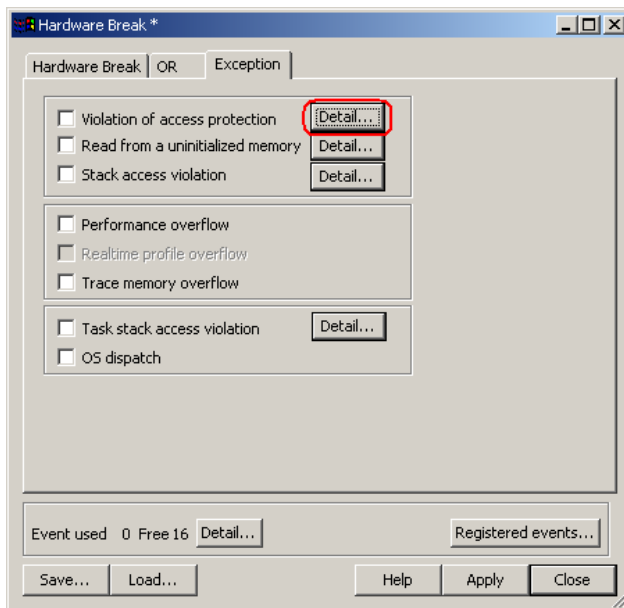 Hardware Break *
Hardware Break OR Exception
Violation of access protection Detail...
Read from a uninitialized memory Detail...
Stack access violation Detail...
Performance overflow
Realtime profile overflow
Trace memory overflow
Task stack access violation Detail...
OS dispatch
Event used 0 Free 16 Detail... Registered events...
Save... Load... Help Apply Close